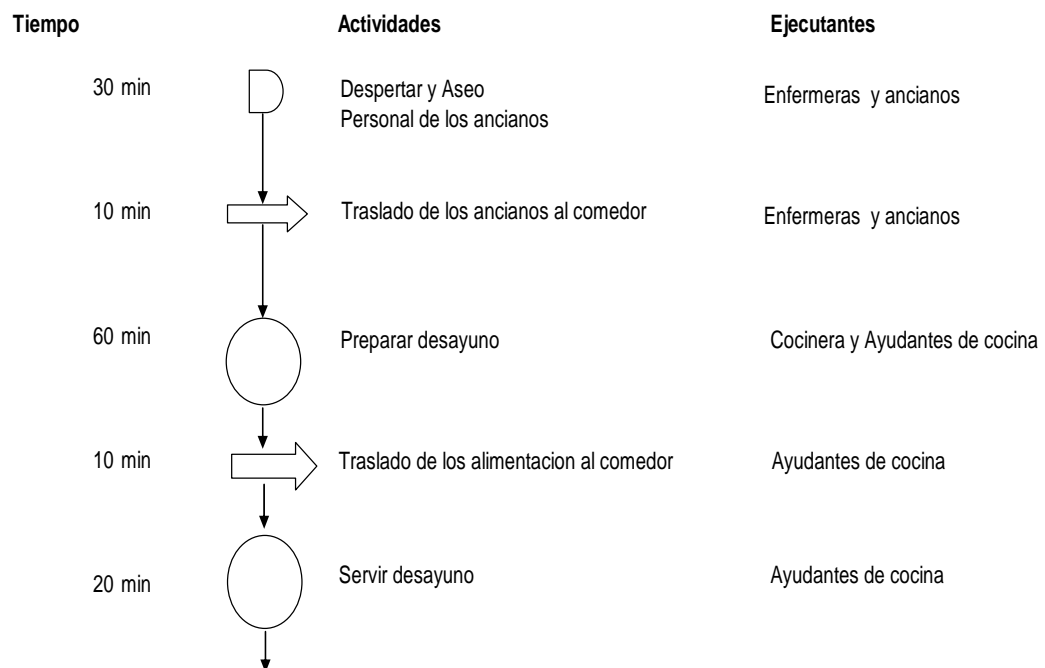 Tiempo Actividades Ejecutantes
30 min Despertar y Aseo Enfermeras y ancianos
Personal de los ancianos
10 min Traslado de los ancianos al comedor Enfermeras y ancianos
60 min Preparar desayuno Cocinera y Ayudantes de cocina
10 min Traslado de los alimentacion al comedor Ayudantes de cocina
20 min Servir desayuno Ayudantes de cocina